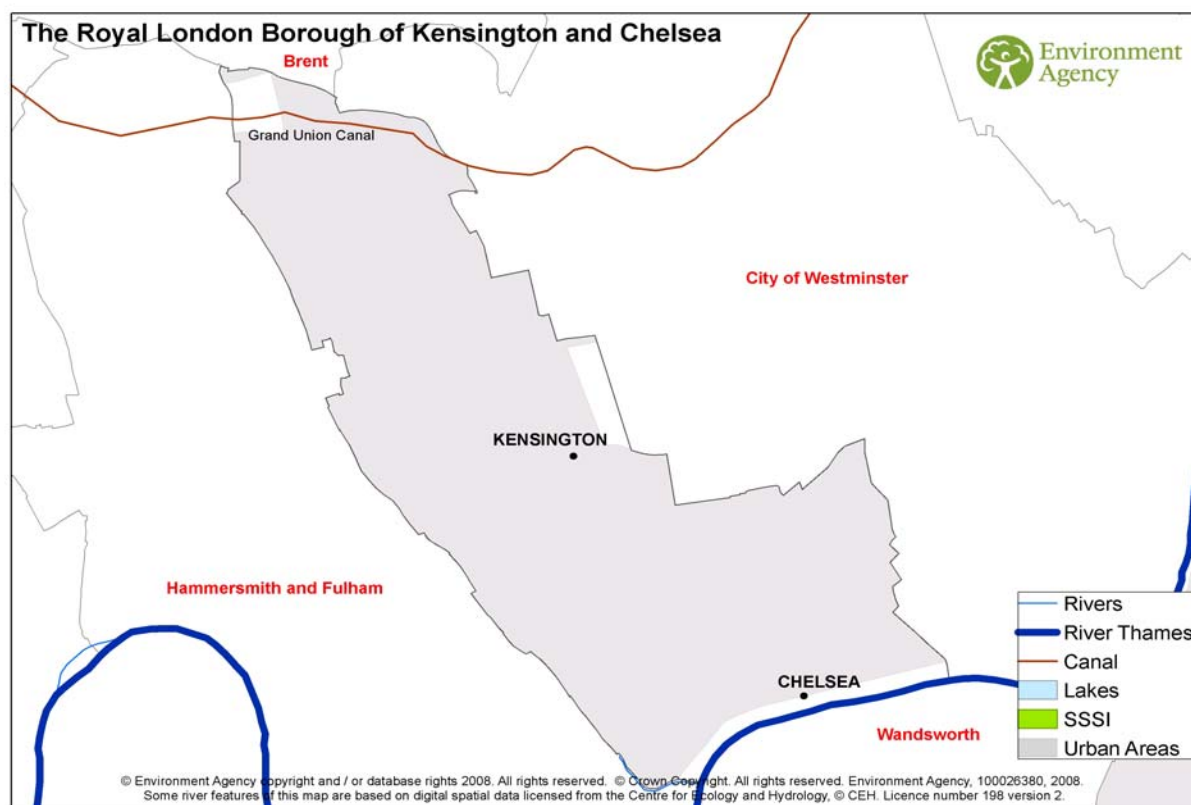 The Royal London Borough of Kensington and Chelsea
Environment
Agency
Brent
Grand Union Canal
City of Westminster
KENSINGTON
Hammersmith and Fulham
Rivers
River Thames
Canal
Lakes
SSSI
Urban Areas
CHELSEA
Wandsworth
© Environment Agency copyright and / or database rights 2008. All rights reserved. © Crown Copyright. All rights reserved. Environment Agency, 100026380, 2008.
Some river features of this map are based on digital spatial data licensed from the Centre for Ecology and Hydrology, © CEH. Licence number 198 version 2.